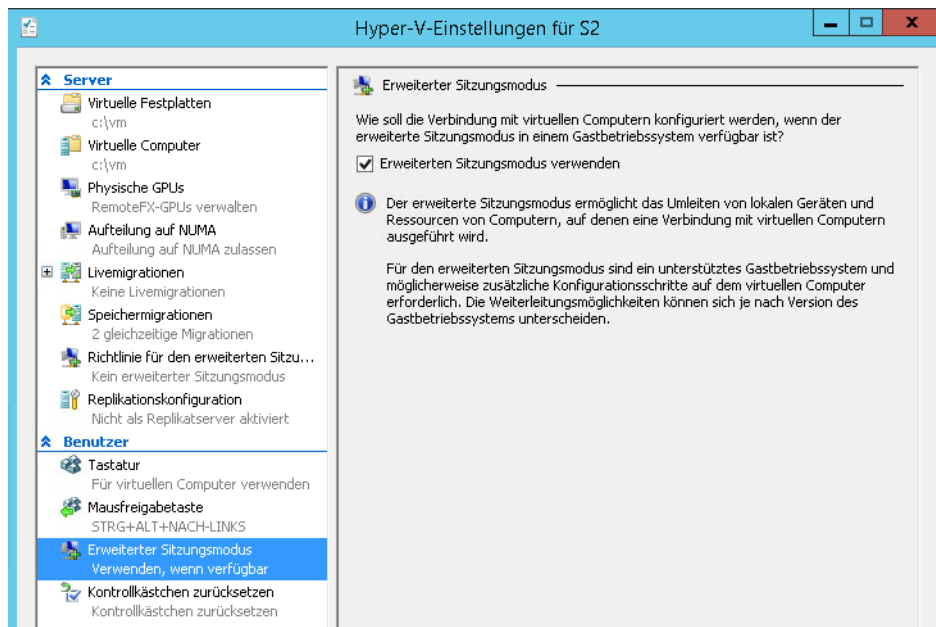 Hyper-V-Einstellungen für S2
Server
Virtuelle Festplatten
c:\vm
Virtuelle Computer
c:\vm
Physische GPUs
RemoteFX-GPUs verwalten
Aufteilung auf NUMA
Aufteilung auf NUMA zulassen
Livemigrationen
Keine Livemigrationen
Speichermigrationen
2 gleichzeitige Migrationen
Richtlinie für den erweiterten Sitzu...
Kein erweiterter Sitzungsmodus
Replikationskonfiguration
Nicht als Replikatserver aktiviert
Benutzer
Tastatur
Für virtuellen Computer verwenden
Mausfreigabetaste
STRG+ALT+NACH-LINKS
Erweiterter Sitzungsmodus
Verwenden, wenn verfügbar
Kontrollkästchen zurücksetzen
Kontrollkästchen zurücksetzen
Erweiterter Sitzungsmodus
Wie soll die Verbindung mit virtuellen Computern konfiguriert werden, wenn der
erweiterte Sitzungsmodus in einem Gastbetriebssystem verfügbar ist?
Erweiterten Sitzungsmodus verwenden
Der erweiterte Sitzungsmodus ermöglicht das Umleiten von lokalen Geräten und
Ressourcen von Computern, auf denen eine Verbindung mit virtuellen Computern
ausgeführt wird.
Für den erweiterten Sitzungsmodus sind ein unterstütztes Gastbetriebssystem und
möglicherweise zusätzliche Konfigurationsschritte auf dem virtuellen Computer
erforderlich. Die Weiterleitungsmöglichkeiten können sich je nach Version des
Gastbetriebssystems unterscheiden.